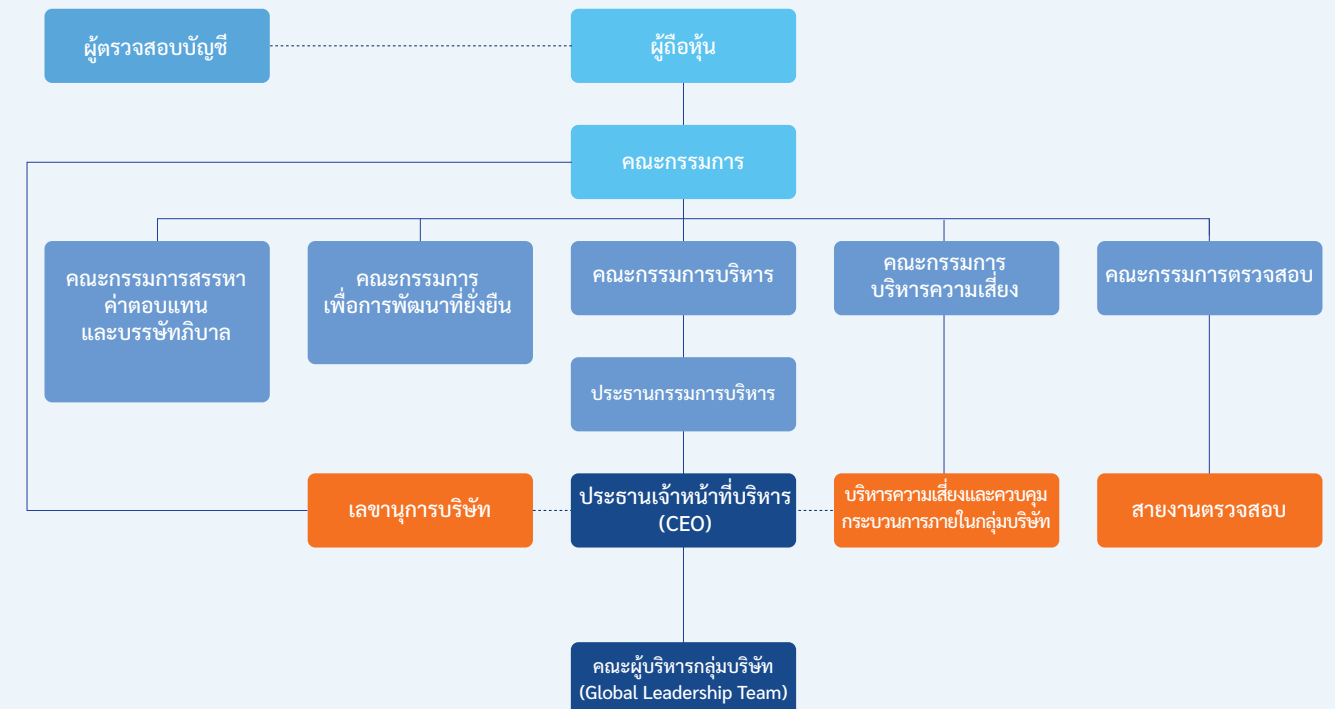 ผู้ตรวจสอบบัญชี
ผู้ถือหุ้น
คณะกรรมการ
คณะกรรมการสรรหา
ค่าตอบแทน
และบรรษัทภิบาล
คณะกรรมการ
เพื่อการพัฒนาที่ยั่งยืน
คณะกรรมการบริหาร
คณะกรรมการ
บริหารความเสี่ยง
คณะกรรมการตรวจสอบ
ประธานกรรมการบริหาร
เลขานุการบริษัท
ประธานเจ้าหน้าที่บริหาร
(CEO)
บริหารความเสี่ยงและควบคุม
กระบวนการภายในกลุ่มบริษัท
สายงานตรวจสอบ
คณะผู้บริหารกลุ่มบริษัท
(Global Leadership Team)